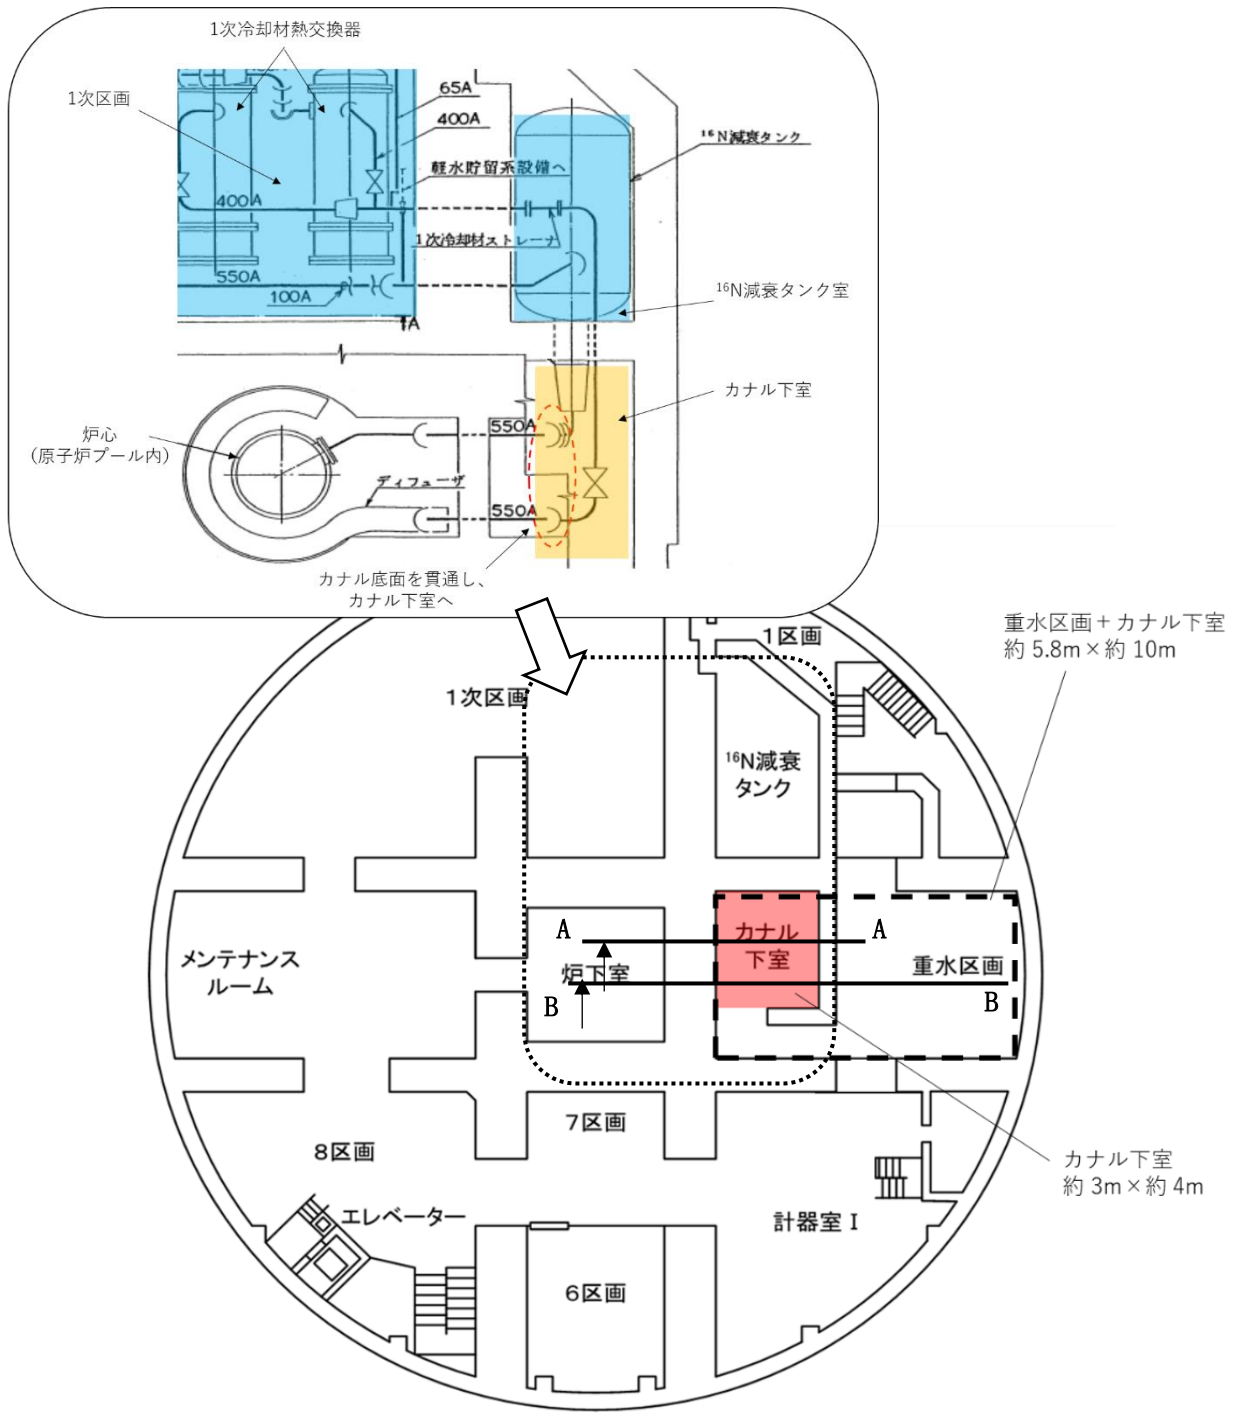 1次冷却材熱交換器
1次区画
65A
400A
¹⁶N減衰タンク
軽水貯留系設備へ
400A
1次冷却材ストレーナ
550A
100A
¹⁶N減衰タンク室
A
カナル下室
炉心
(原子炉プール内)
550A
ディフューザ
550A
カナル底面を貫通し、
カナル下室へ
重水区画＋カナル下室
約 5.8m×約 10m
1区画
1次区画
¹⁶N減衰
タンク
A
カナル
下室
A
メンテナンス
ルーム
炉下室
重水区画
B
B
7区画
8区画
カナル下室
約 3m×約 4m
エレベーター
計器室 I
6区画